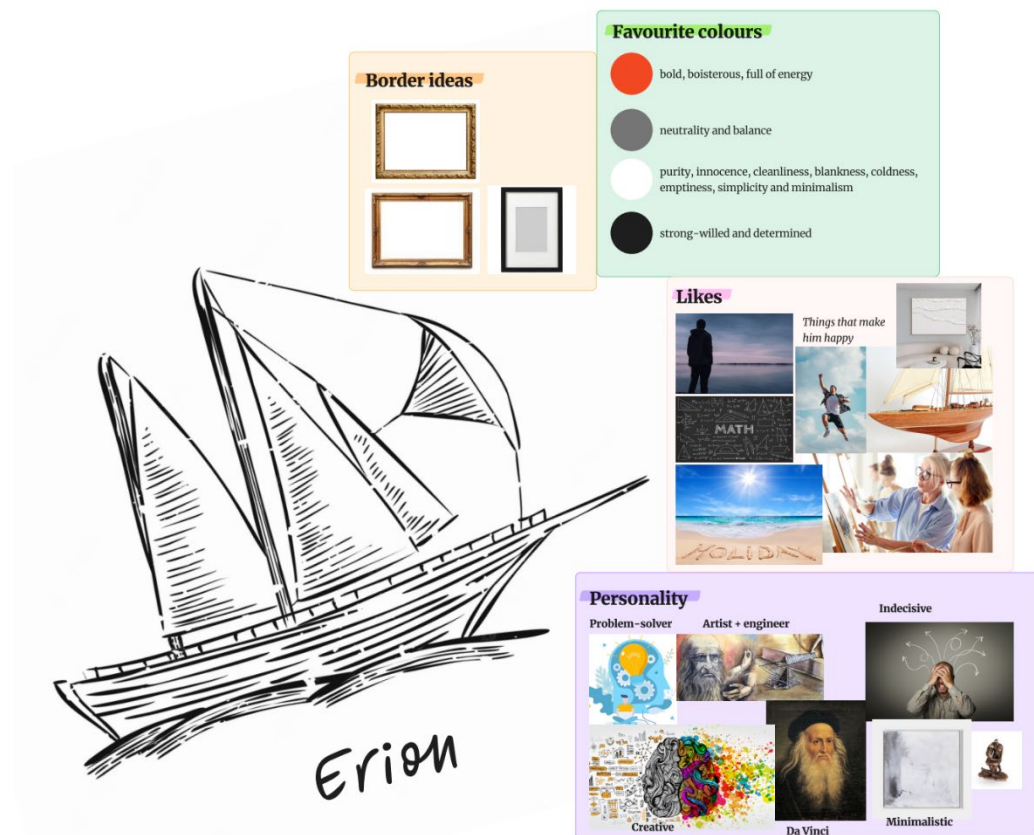 Favourite colours
bold, boisterous, full of energy
neutrality and balance
purity, innocence, cleanliness, blankness, coldness,
emptiness, simplicity and minimalism
strong-willed and determined
Border ideas
Likes
Things that make
him happy
MATH
HOLIDAY
Personality
Problem-solver
Artist + engineer
Indecisive
Creative
Da Vinci
Minimalistic
Erion